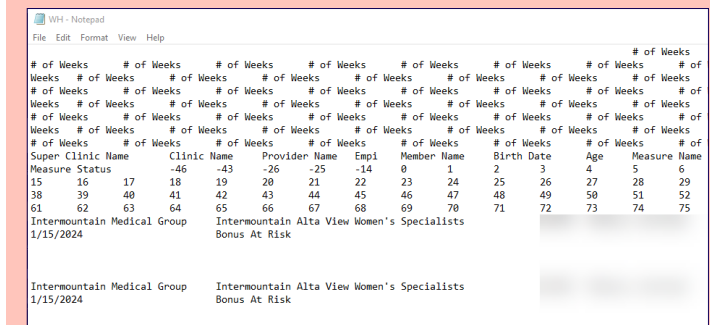 WH - Notepad
File Edit Format View Help
# of Weeks
# of Weeks # of Weeks # of Weeks # of Weeks # of Weeks # of Weeks # of Weeks # of
Weeks # of Weeks # of Weeks # of Weeks # of Weeks # of Weeks # of Weeks # of Weeks
# of Weeks # of Weeks # of Weeks # of Weeks # of Weeks # of Weeks # of Weeks # of
Weeks # of Weeks # of Weeks # of Weeks # of Weeks # of Weeks # of Weeks # of Weeks
# of Weeks # of Weeks # of Weeks # of Weeks # of Weeks # of Weeks # of Weeks # of
Weeks # of Weeks # of Weeks # of Weeks # of Weeks # of Weeks # of Weeks # of Weeks
# of Weeks # of Weeks # of Weeks # of Weeks # of Weeks # of Weeks # of Weeks # of
Super Clinic Name Clinic Name Provider Name Empi Member Name Birth Date Age Measure Name
Measure Status -46 -43 -26 -25 -14 0 1 2 3 4 5 6
15 16 17 18 19 20 21 22 23 24 25 26 27 28 29
38 39 40 41 42 43 44 45 46 47 48 49 50 51 52
61 62 63 64 65 66 67 68 69 70 71 72 73 74 75
Intermountain Medical Group Intermountain Alta View Women's Specialists
1/15/2024 Bonus At Risk
Intermountain Medical Group Intermountain Alta View Women's Specialists
1/15/2024 Bonus At Risk